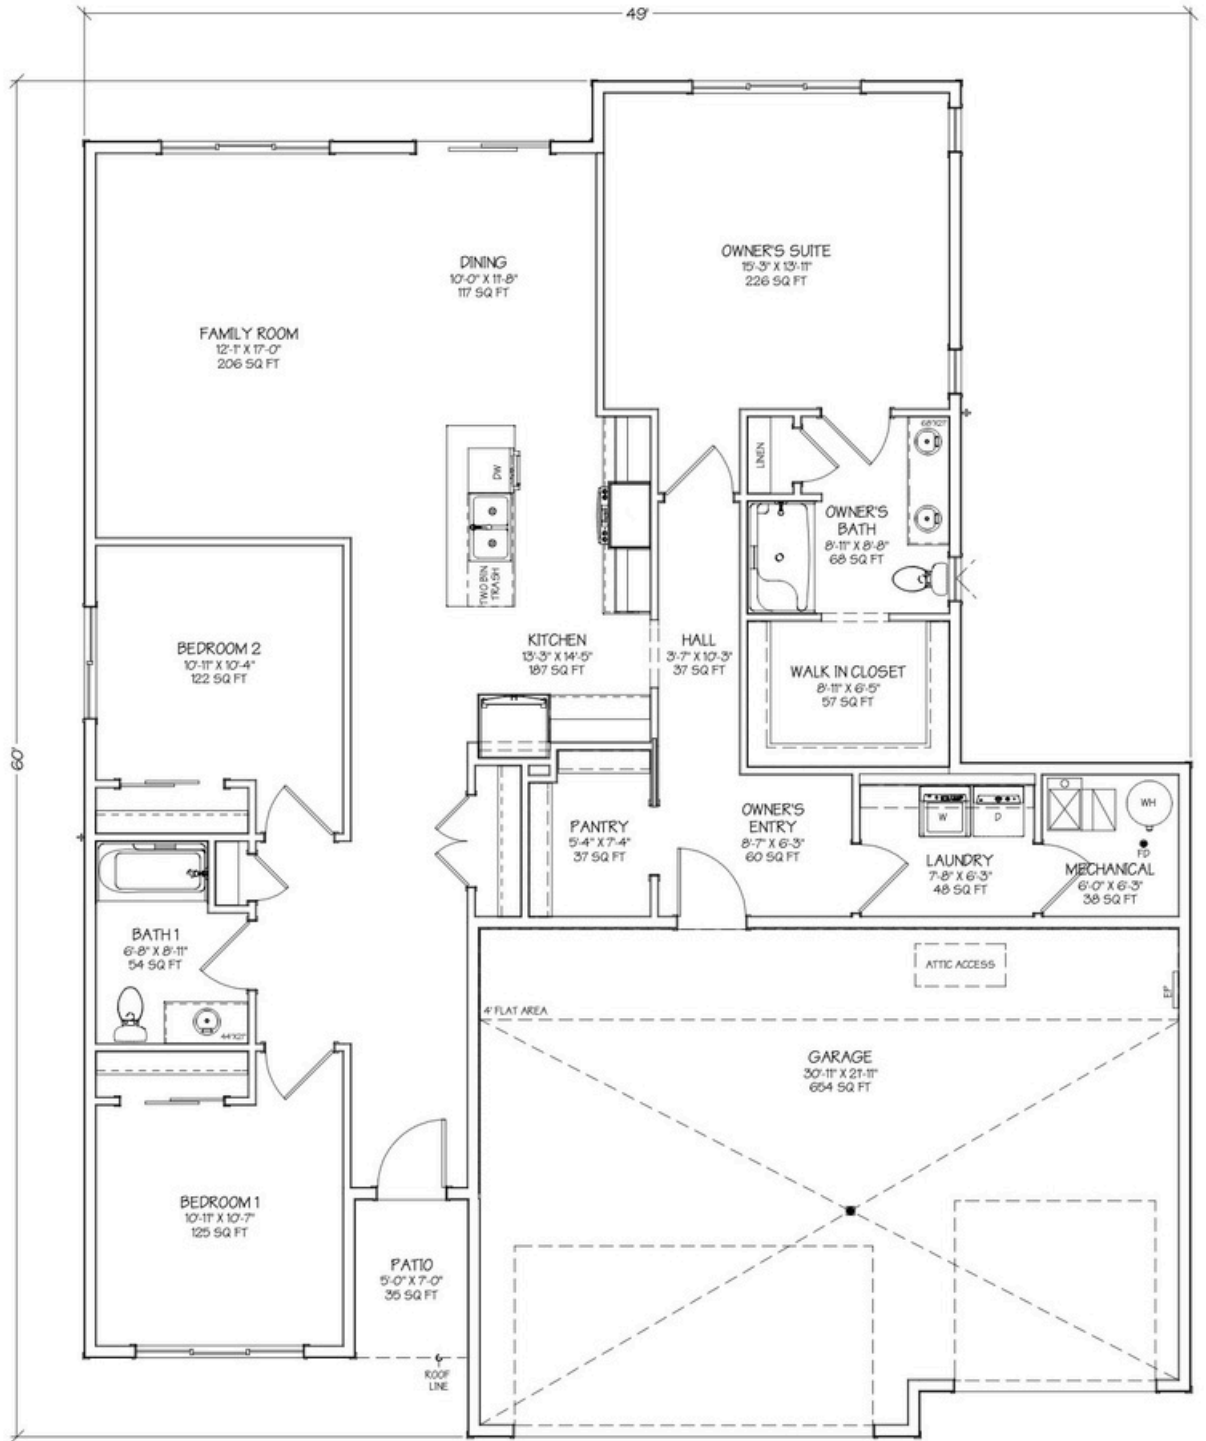 49'
60'
OWNER'S SUITE
15'-3" X 13'-11"
226 SQ FT
DINING
10'-0" X 11'-8"
117 SQ FT
FAMILY ROOM
12'-1" X 17'-0"
206 SQ FT
68"X27"
LINEN
DW
TWO BIN
TRASH
OWNER'S
BATH
8'-11" X 8'-8"
68 SQ FT
KITCHEN
13'-3" X 14'-5"
187 SQ FT
HALL
3'-7" X 10'-3"
37 SQ FT
BEDROOM 2
10'-11" X 10'-4"
122 SQ FT
WALK IN CLOSET
8'-11" X 6'-5"
57 SQ FT
PANTRY
5'-4" X 7'-4"
37 SQ FT
OWNER'S
ENTRY
8'-7" X 6'-3"
60 SQ FT
W
D
WH
FD
LAUNDRY
7'-8" X 6'-3"
48 SQ FT
MECHANICAL
6'-0" X 6'-3"
38 SQ FT
BATH 1
6'-8" X 8'-11"
54 SQ FT
44"X27"
ATTIC ACCESS
EP
4' FLAT AREA
GARAGE
30'-11" X 21'-11"
654 SQ FT
BEDROOM 1
10'-11" X 10'-7"
125 SQ FT
PATIO
5'-0" X 7'-0"
35 SQ FT
ROOF
LINE